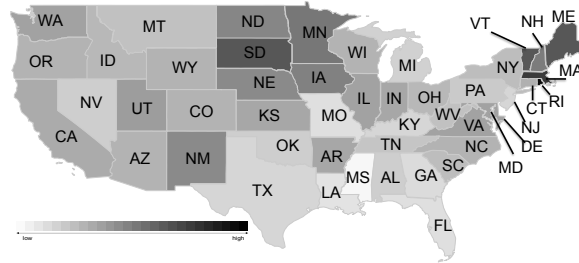 WA MT ND MN VT NH ME
OR ID SD WI NY MA
WY MI RI
NV NE IA PA CT
UT CO IL IN OH NJ
CA KS MO WV VA DE
KY MD
AZ NM OK AR TN NC
MS AL GA SC
TX LA
FL
low high